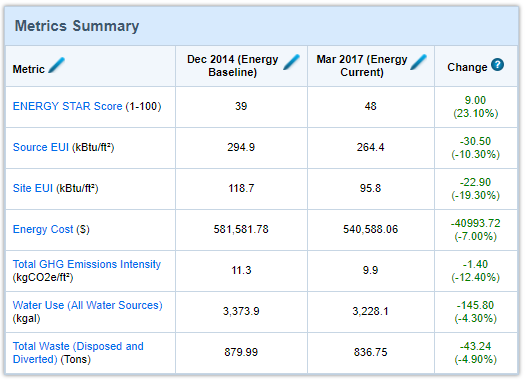 Metrics Summary
Metric
Dec 2014 (Energy
Baseline)
Mar 2017 (Energy
Current)
Change ?
ENERGY STAR Score (1-100)
39
48
9.00
(23.10%)
Source EUI (kBtu/ft²)
294.9
264.4
-30.50
(-10.30%)
Site EUI (kBtu/ft²)
118.7
95.8
-22.90
(-19.30%)
Energy Cost ($)
581,581.78
540,588.06
-40993.72
(-7.00%)
Total GHG Emissions Intensity
(kgCO2e/ft²)
11.3
9.9
-1.40
(-12.40%)
Water Use (All Water Sources)
(kgal)
3,373.9
3,228.1
-145.80
(-4.30%)
Total Waste (Disposed and
Diverted) (Tons)
879.99
836.75
-43.24
(-4.90%)